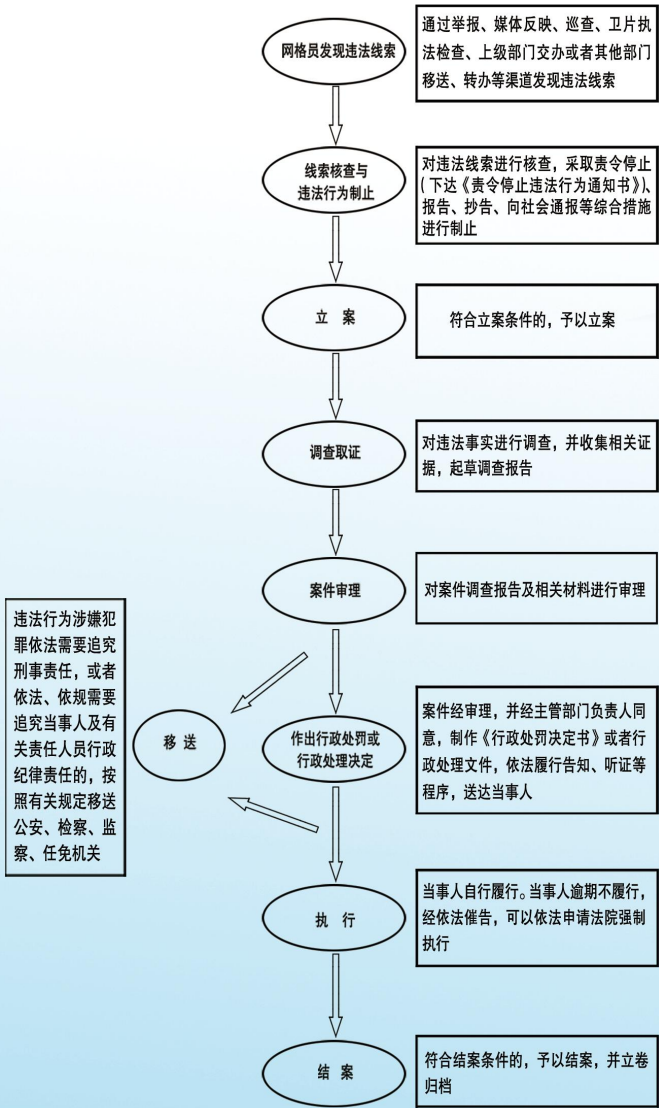 网格员发现违法线索
通过举报、媒体反映、巡查、卫片执
法检查、上级部门交办或者其他部门
移送、转办等渠道发现违法线索
线索核查与
违法行为制止
对违法线索进行核查，采取责令停止
(下达《责令停止违法行为通知书》)、
报告、抄告、向社会通报等综合措施
进行制止
立 案
符合立案条件的，予以立案
调查取证
对违法事实进行调查，并收集相关证
据，起草调查报告
案件审理
对案件调查报告及相关材料进行审理
违法行为涉嫌犯
罪依法需要追究
刑事责任，或者
依法、依规需要
追究当事人及有
关责任人员行政
纪律责任的，按
照有关规定移送
公安、检察、监
察、任免机关
移 送
作出行政处罚或
行政处理决定
案件经审理，并经主管部门负责人同
意，制作《行政处罚决定书》或者行
政处理文件，依法履行告知、听证等
程序，送达当事人
执 行
当事人自行履行。当事人逾期不履行，
经依法催告，可以依法申请法院强制
执行
结 案
符合结案条件的，予以结案，并立卷
归档